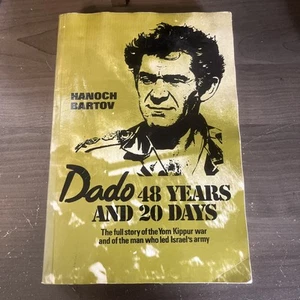 HANOCH
BARTOV
Dado 48 YEARS
AND 20 DAYS
The full story of the Yom Kippur war
and of the man who led Israel's army